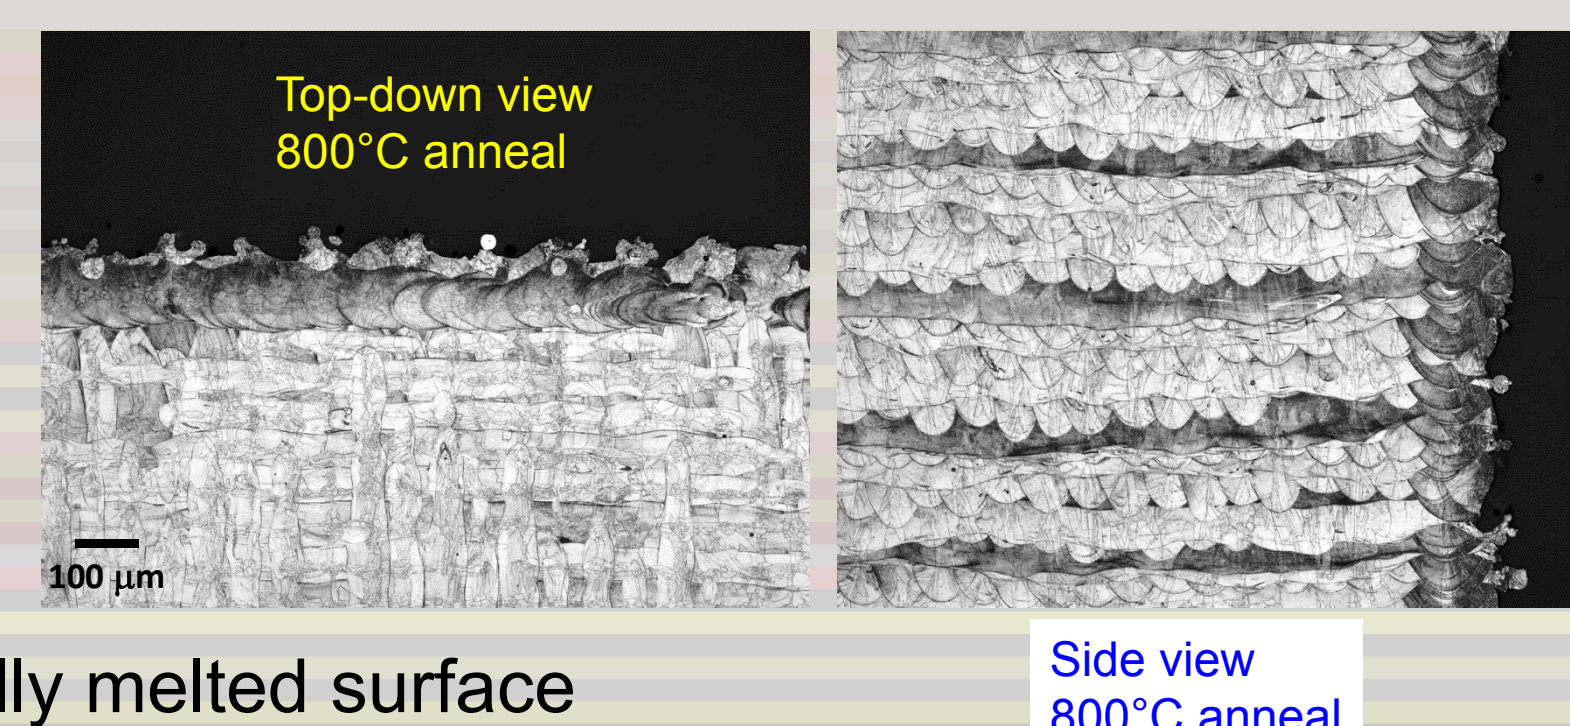 Top-down view
800°C anneal
100 μm
lly melted surface
Side view
800°C anneal